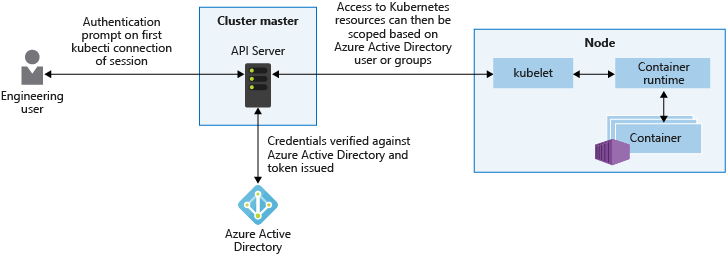 Authentication
prompt on first
kubecti connection
of session
Engineering
user
Cluster master
API Server
Access to Kubernetes
resources can then be
scoped based on
Azure Active Directory
user or groups
Credentials verified against
Azure Active Directory and
token issued
Azure Active
Directory
Node
kubelet
Container
runtime
Container